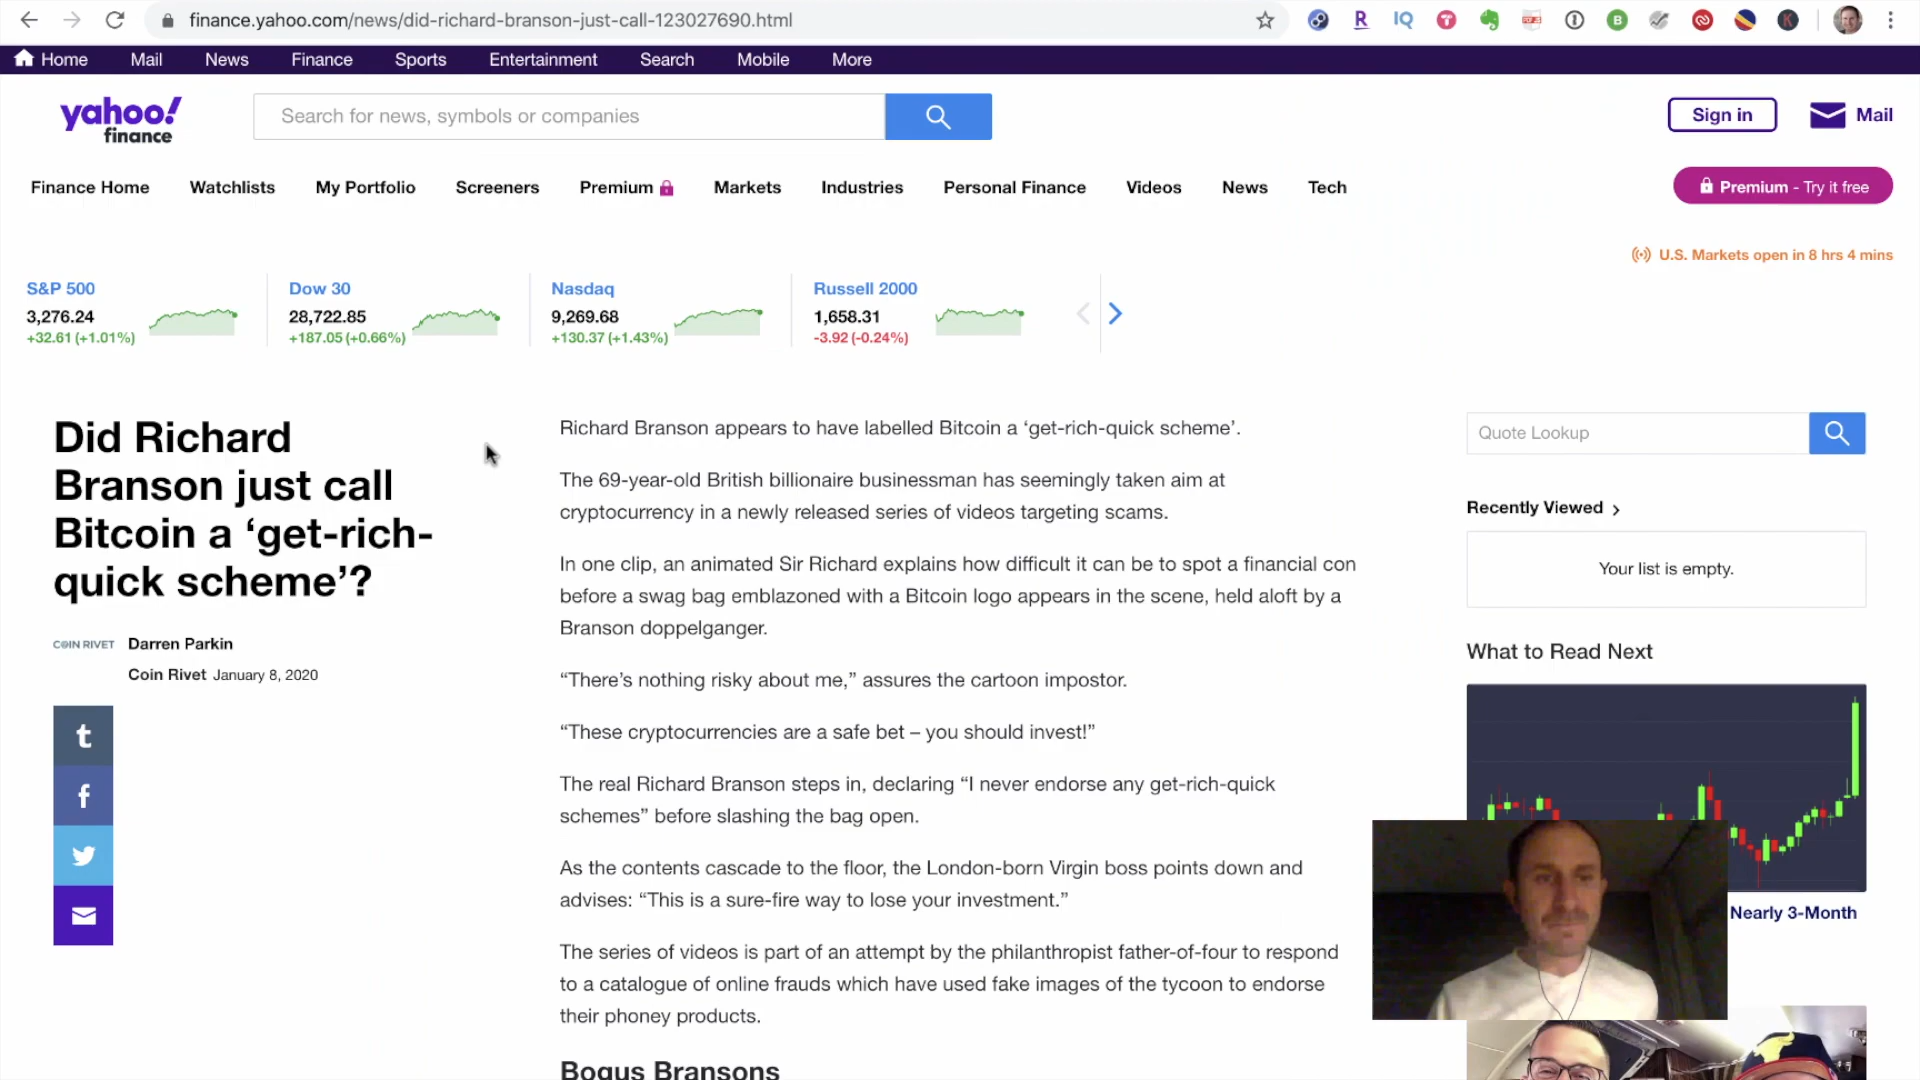 finance.yahoo.com/news/did-richard-branson-just-call-123027690.html
Home Mail News Finance Sports Entertainment Search Mobile More
yahoo!
finance
Search for news, symbols or companies
Sign in
Mail
Finance Home Watchlists My Portfolio Screeners Premium Markets Industries Personal Finance Videos News Tech
Premium - Try it free
U.S. Markets open in 8 hrs 4 mins
S&P 500
3,276.24
+32.61 (+1.01%)
Dow 30
28,722.85
+187.05 (+0.66%)
Nasdaq
9,269.68
+130.37 (+1.43%)
Russell 2000
1,658.31
-3.92 (-0.24%)
Did Richard
Branson just call
Bitcoin a ‘get-rich-
quick scheme’?
COIN RIVET
Darren Parkin
Coin Rivet January 8, 2020
Richard Branson appears to have labelled Bitcoin a ‘get-rich-quick scheme’.
The 69-year-old British billionaire businessman has seemingly taken aim at
cryptocurrency in a newly released series of videos targeting scams.
In one clip, an animated Sir Richard explains how difficult it can be to spot a financial con
before a swag bag emblazoned with a Bitcoin logo appears in the scene, held aloft by a
Branson doppelganger.
“There’s nothing risky about me,” assures the cartoon impostor.
“These cryptocurrencies are a safe bet – you should invest!”
The real Richard Branson steps in, declaring “I never endorse any get-rich-quick
schemes” before slashing the bag open.
As the contents cascade to the floor, the London-born Virgin boss points down and
advises: “This is a sure-fire way to lose your investment.”
The series of videos is part of an attempt by the philanthropist father-of-four to respond
to a catalogue of online frauds which have used fake images of the tycoon to endorse
their phoney products.
Bogus Bransons
Quote Lookup
Recently Viewed
Your list is empty.
What to Read Next
Nearly 3-Month